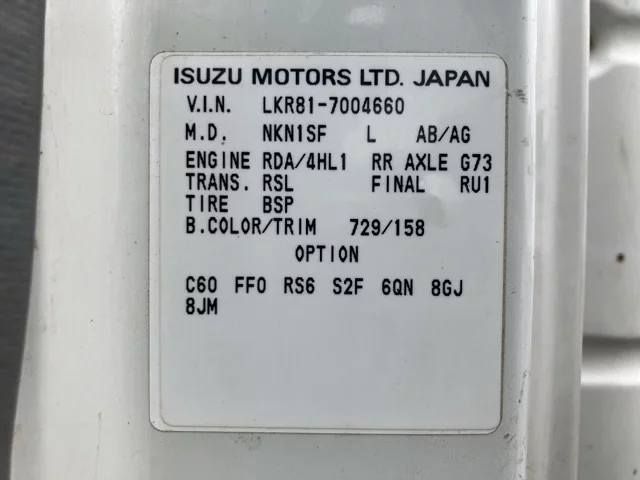 ISUZU MOTORS LTD. JAPAN
V.I.N. LKR81-7004660
M.D. NKN1SF L AB/AG
ENGINE RDA/4HL1 RR AXLE G73
TRANS. RSL FINAL RU1
TIRE BSP
B.COLOR/TRIM 729/158
OPTION
C60 FF0 RS6 S2F 6QN 8GJ
8JM